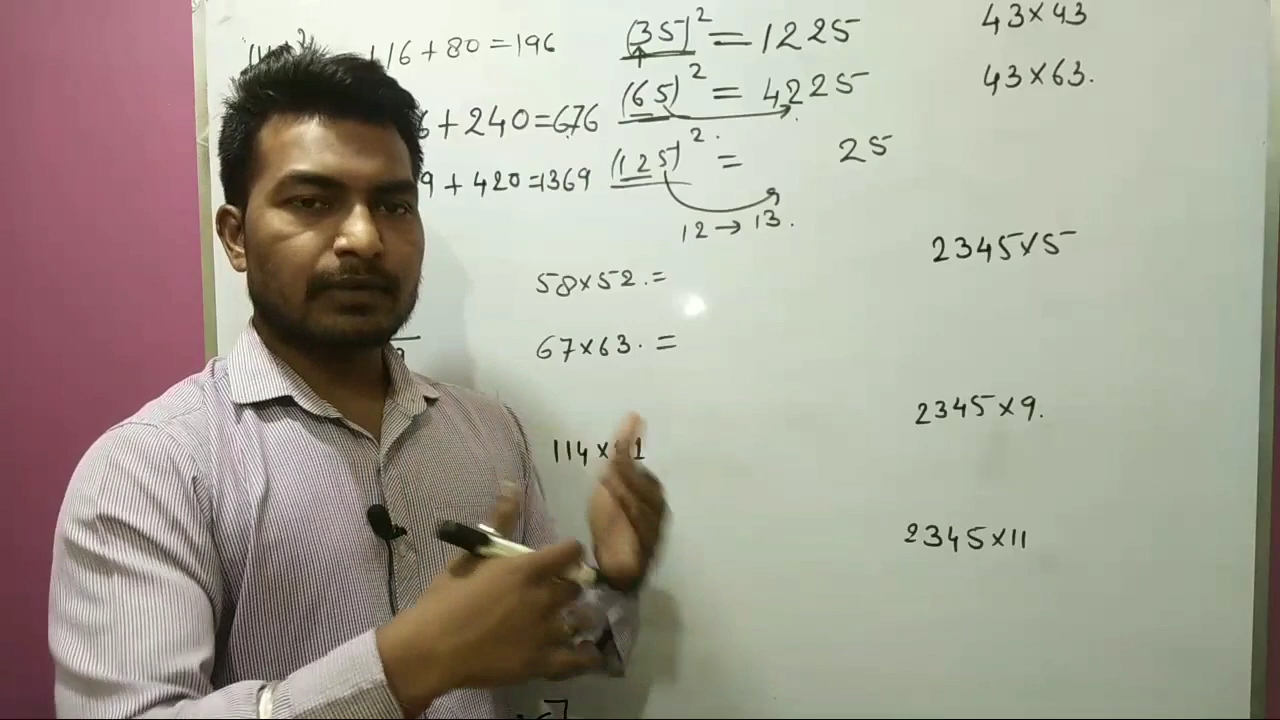 16 + 80 = 196
6 + 240 = 676
9 + 420 = 1369
(35)² = 1225
(65)² = 4225
(125)² = 25
12 → 13.
58×52. =
67×63. =
114×
43×43
43×63.
2345×5
2345×9.
2345×11